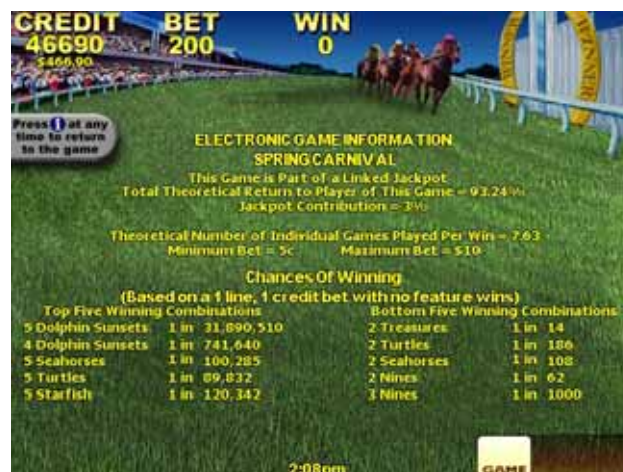 CREDIT BET WIN
46690 200 0
$466.90
WINNER
WINNER
Press 1 at any
time to return
to the game
ELECTRONIC GAME INFORMATION
SPRING CARNIVAL
This Game is Part of a Linked Jackpot
Total Theoretical Return to Player of This Game = 93.24%
Jackpot Contribution = 3%
Theoretical Number of Individual Games Played Per Win = 7.63
Minimum Bet = 5c Maximum Bet = $10
Chances Of Winning
(Based on a 1 line, 1 credit bet with no feature wins)
Top Five Winning Combinations Bottom Five Winning Combinations
5 Dolphin Sunsets 1 in 31,890,510 2 Treasures 1 in 14
4 Dolphin Sunsets 1 in 741,640 2 Turtles 1 in 186
5 Seahorses 1 in 100,285 2 Seahorses 1 in 108
5 Turtles 1 in 89,832 2 Nines 1 in 62
5 Starfish 1 in 120,342 3 Nines 1 in 1000
2:08pm
GAME